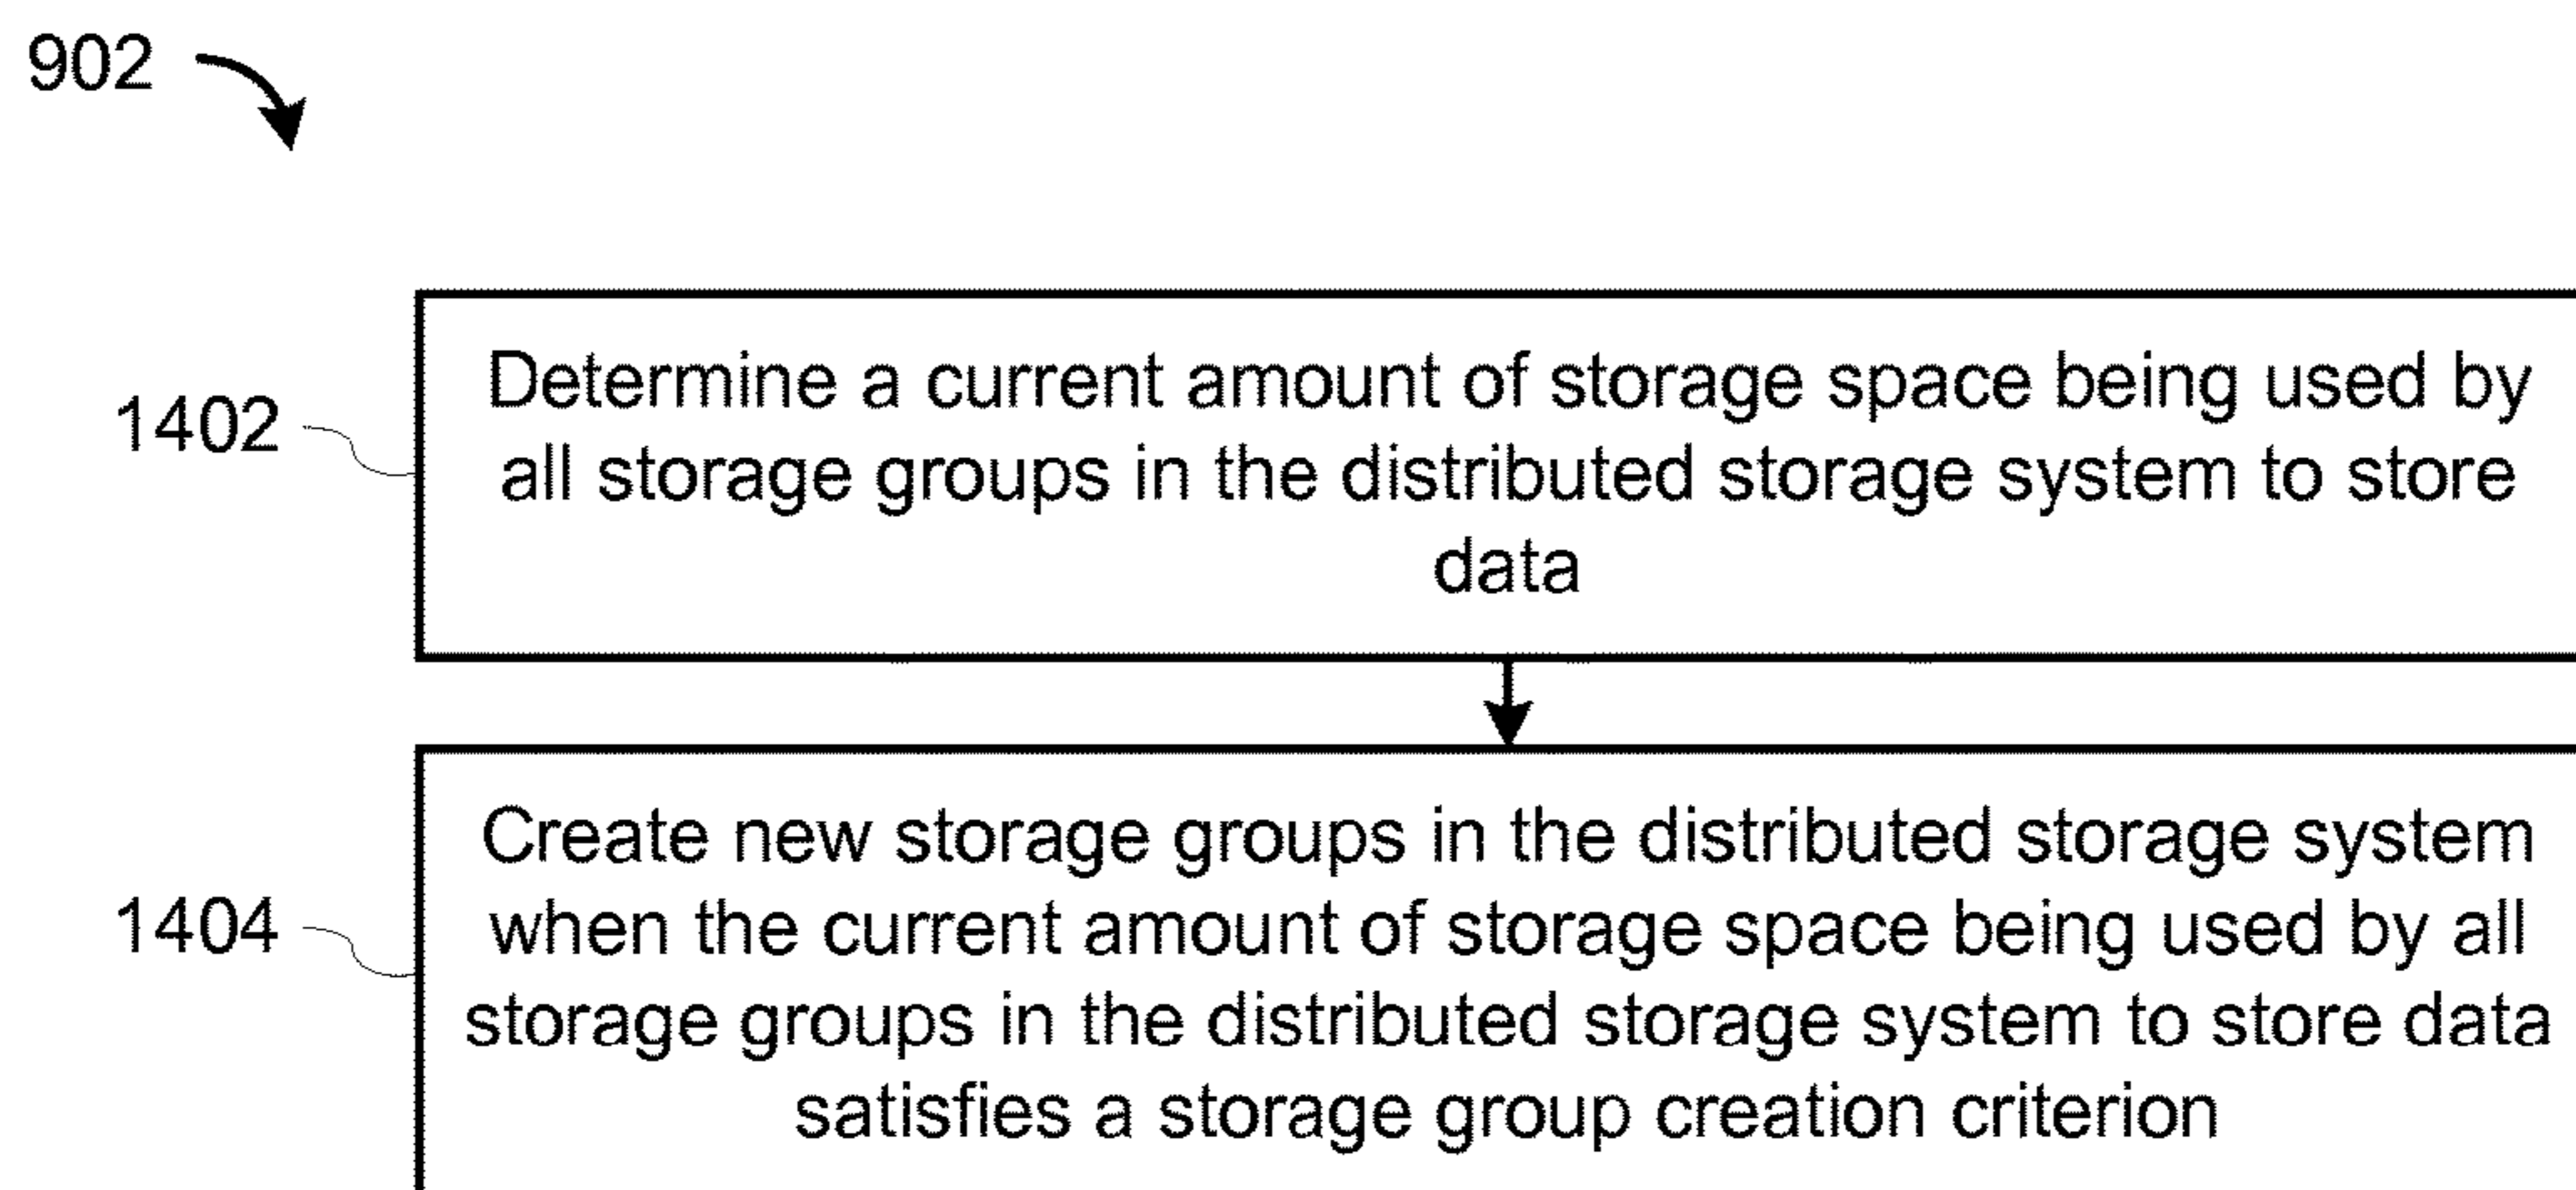 902
1402
Determine a current amount of storage space being used by
all storage groups in the distributed storage system to store
data
1404
Create new storage groups in the distributed storage system
when the current amount of storage space being used by all
storage groups in the distributed storage system to store data
satisfies a storage group creation criterion